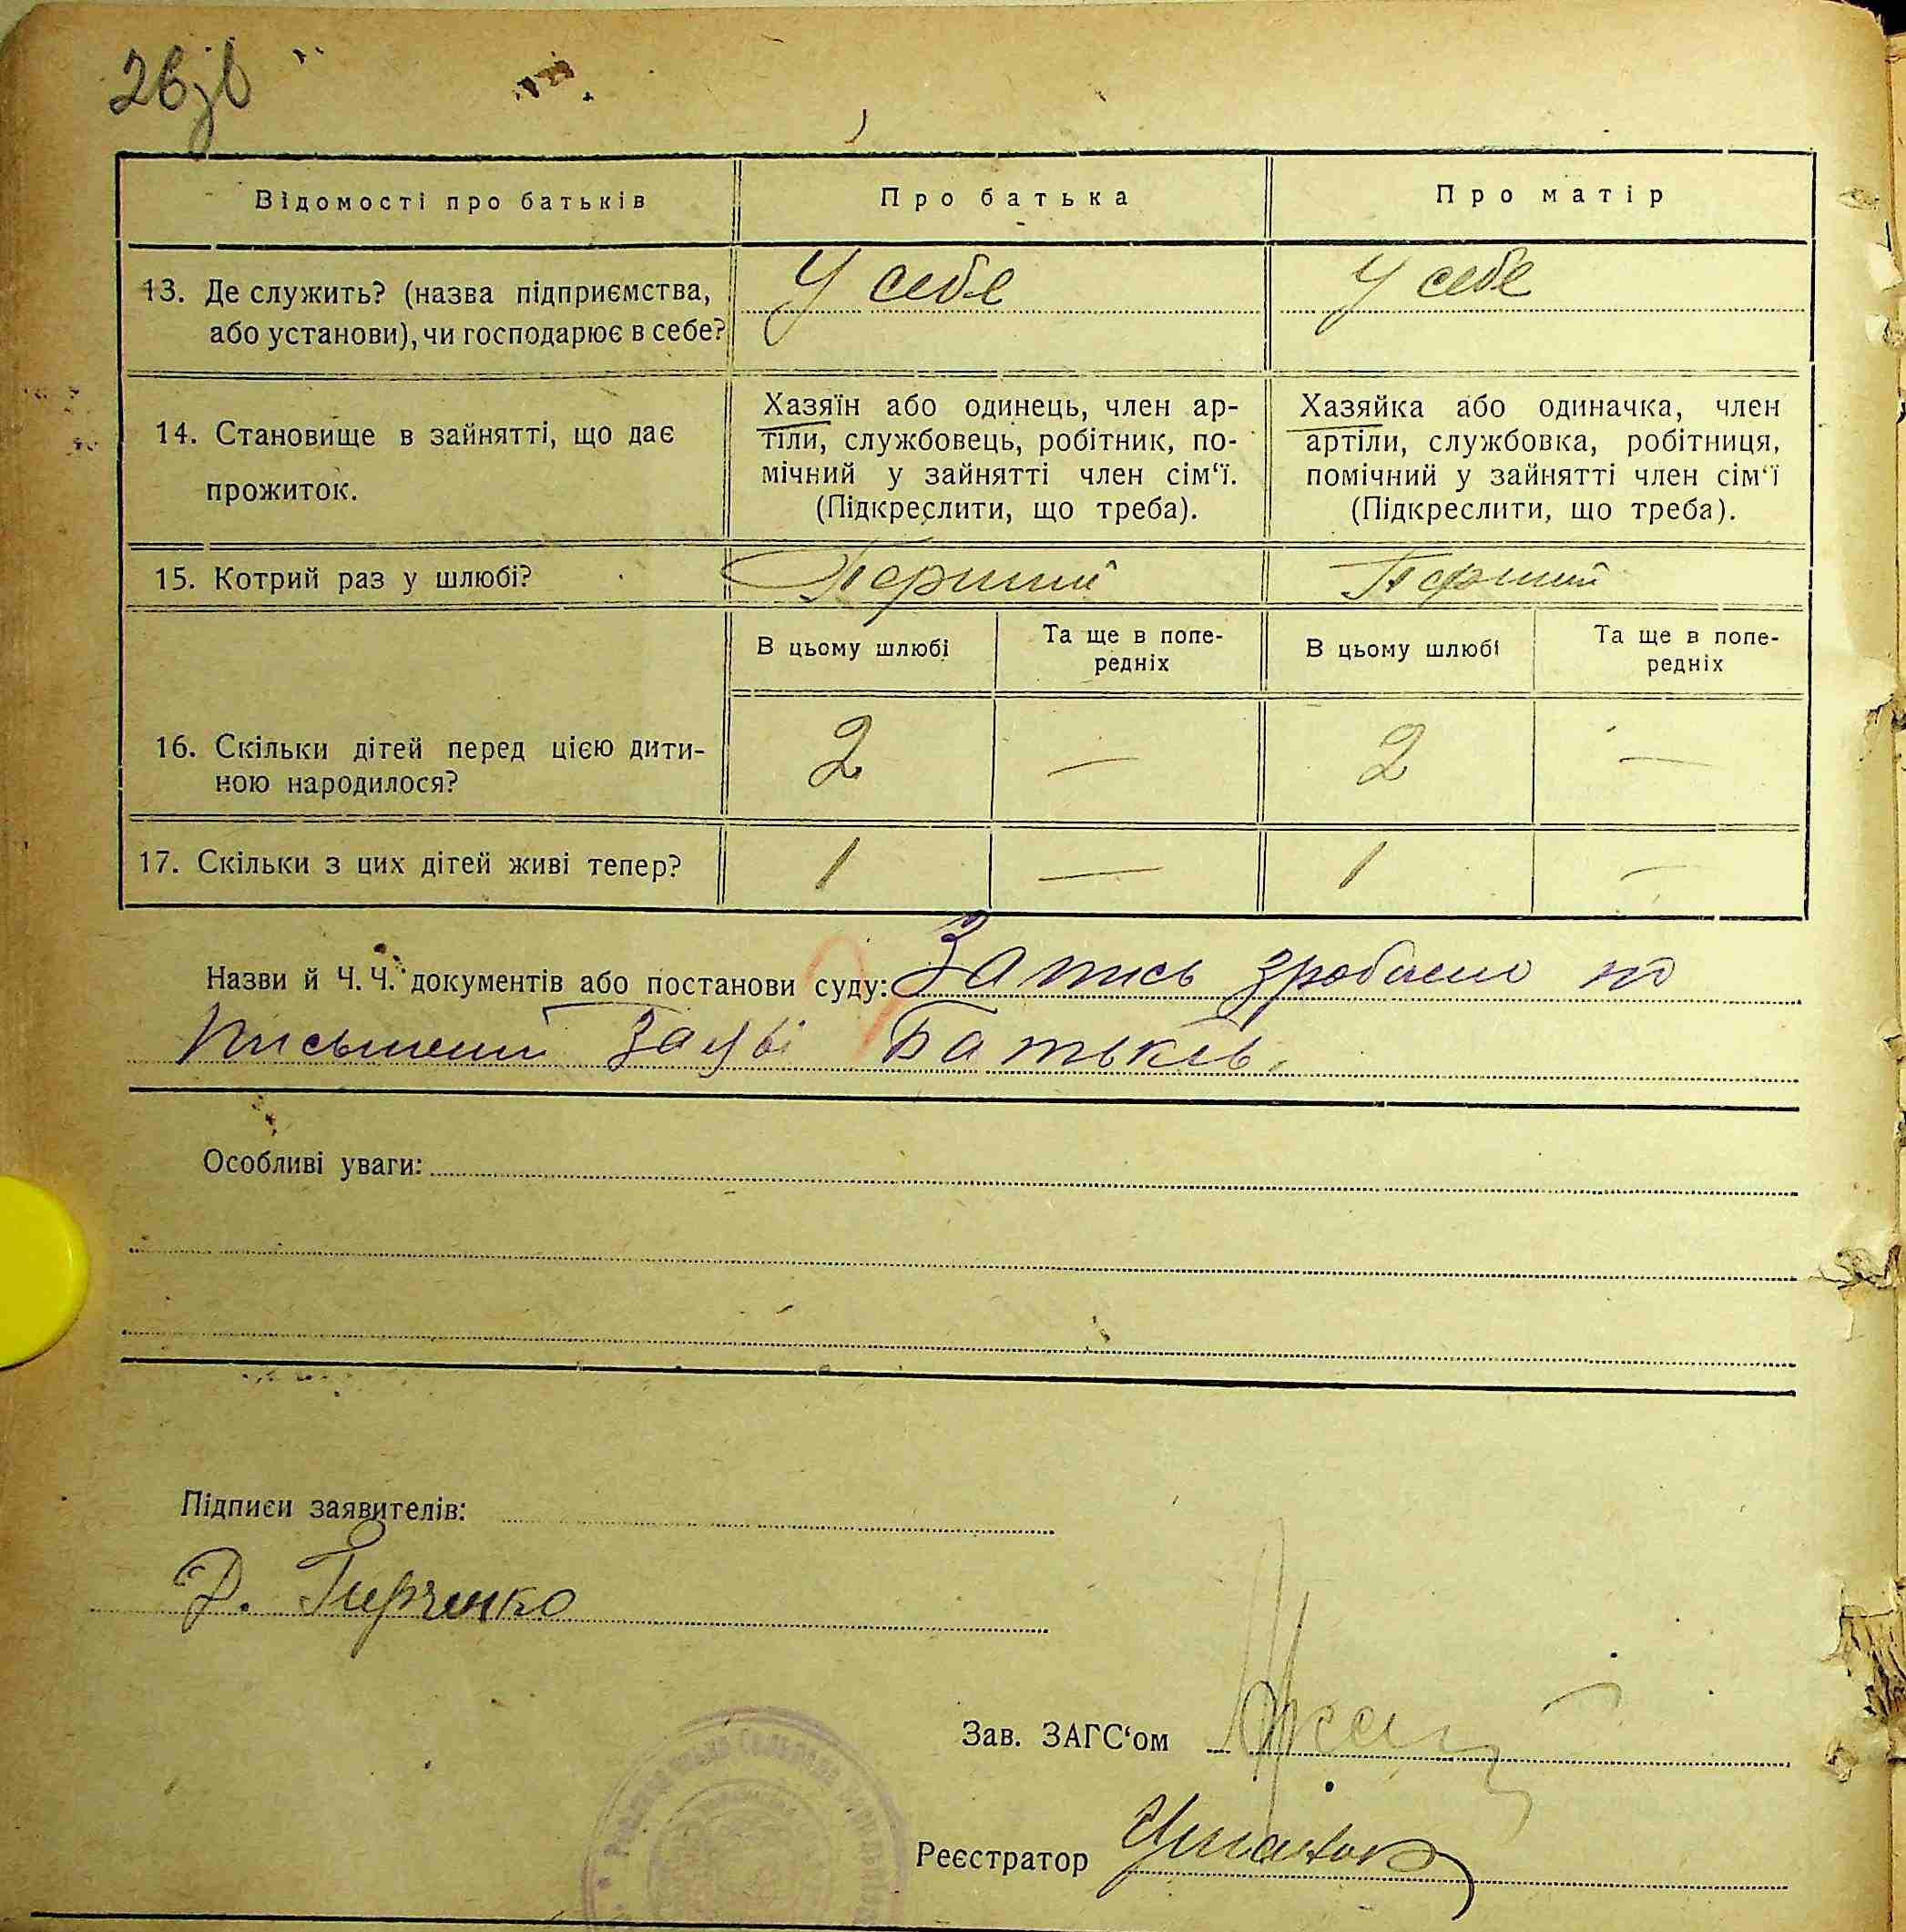 26зв
Відомості про батьків
Про батька
Про матір
13. Де служить? (назва підприємства,
або установи), чи господарює в себе?
У себе
У себе
14. Становище в зайнятті, що дає
прожиток.
Хазяїн або одинець, член ар-
тіли, службовець, робітник, по-
мічний у зайнятті член сім‘ї.
(Підкреслити, що треба).
Хазяйка або одиначка, член
артіли, службовка, робітниця,
помічний у зайнятті член сім‘ї
(Підкреслити, що треба).
15. Котрий раз у шлюбі?
Перший
Перший
В цьому шлюбі
Та ще в попе-
редніх
В цьому шлюбі
Та ще в попе-
редніх
16. Скільки дітей перед цією дити-
ною народилося?
2 — 2 —
17. Скільки з цих дітей живі тепер?
1 — 1 —
Назви й Ч. Ч. документів або постанови суду: Запись зроблено по
письменни заяві Батьків.
Особливі уваги:
Підписи заявителів:
Зав. ЗАГС‘ом
Реєстратор